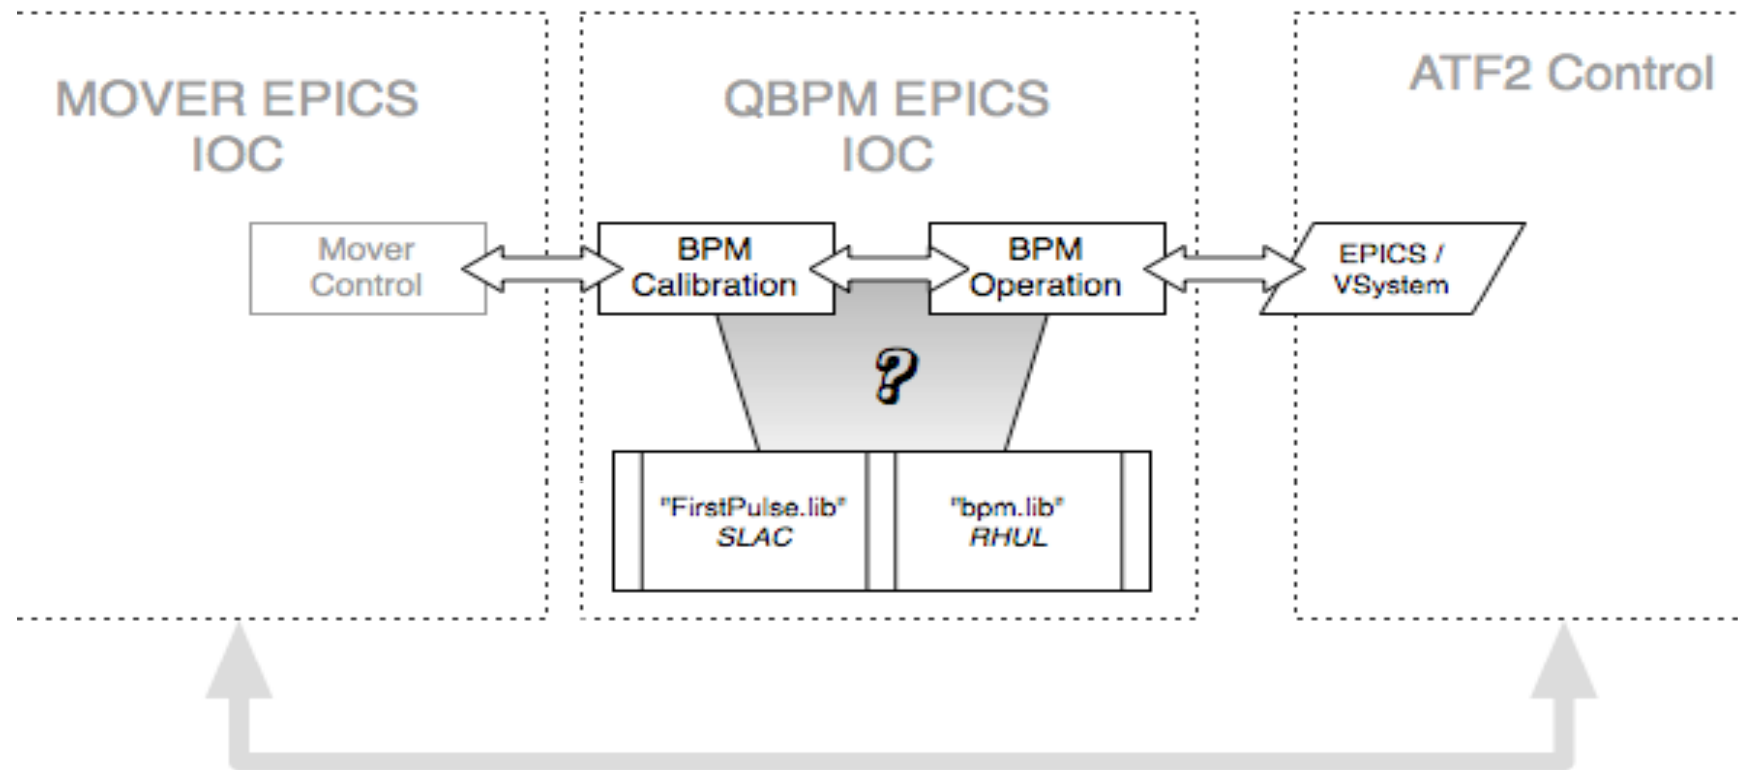 MOVER EPICS
IOC
QBPM EPICS
IOC
ATF2 Control
Mover
Control
BPM
Calibration
BPM
Operation
EPICS /
VSystem
?
"FirstPulse.lib"
SLAC
"bpm.lib"
RHUL